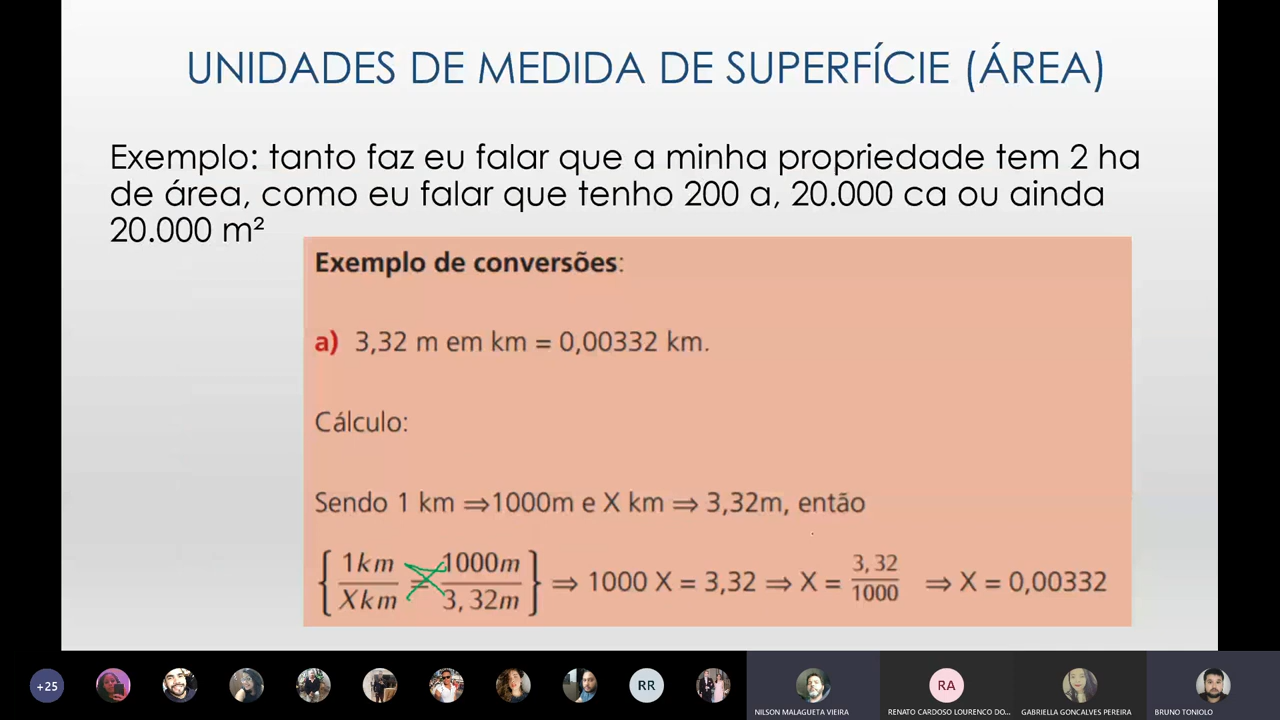 UNIDADES DE MEDIDA DE SUPERFÍCIE (ÁREA)
Exemplo: tanto faz eu falar que a minha propriedade tem 2 ha
de área, como eu falar que tenho 200 a, 20.000 ca ou ainda
20.000 m²
Exemplo de conversões:
a) 3,32 m em km = 0,00332 km.
Cálculo:
Sendo 1 km ⇒1000m e X km ⇒ 3,32m, então
{ 1km / Xkm = 1000m / 3, 32m } ⇒ 1000 X = 3,32 ⇒ X = 3, 32 / 1000 ⇒ X = 0,00332
+25
RR
RA
NILSON MALAGUETA VIEIRA
RENATO CARDOSO LOURENCO DO...
GABRIELLA GONCALVES PEREIRA
BRUNO TONIOLO